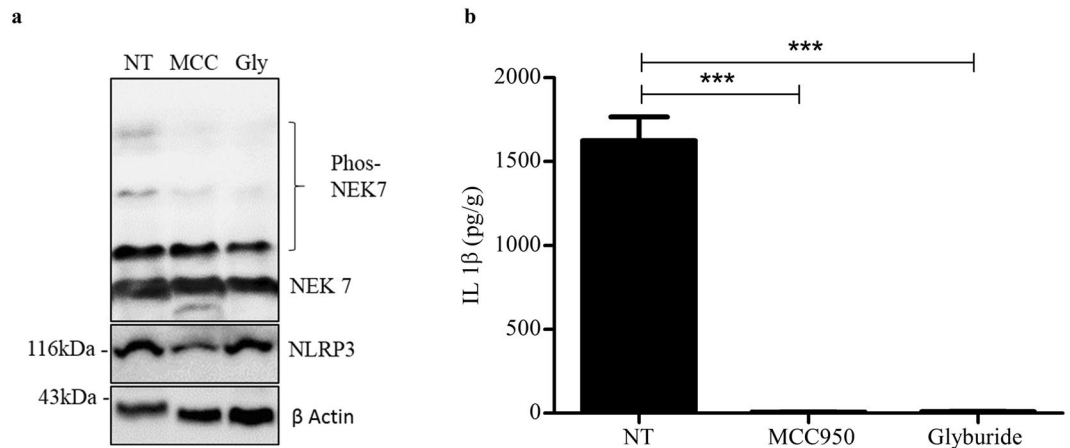 a
NT MCC Gly
Phos-
NEK7
NEK 7
116kDa -
NLRP3
43kDa -
β Actin
b
***
***
IL 1β (pg/g)
2000
1500
1000
500
0
NT MCC950 Glyburide